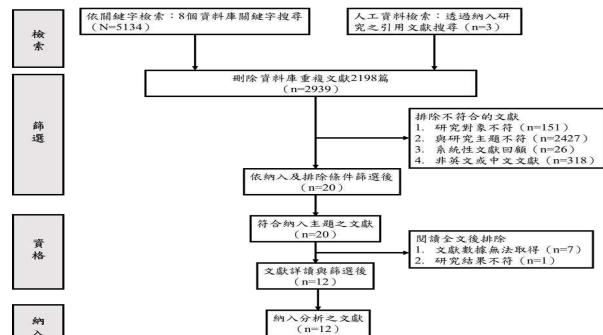 檢索
依關鍵字檢索：8個資料庫關鍵字搜尋
(N=5134)
人工資料檢索：透過納入研
究之引用文獻搜尋 (n=3)
篩選
刪除資料庫重複文獻2198篇
(n=2939)
排除不符合的文獻
1. 研究對象不符 (n=151)
2. 與研究主題不符 (n=2427)
3. 系統性文獻回顧 (n=26)
4. 非英文或中文文獻 (n=318)
依納入及排除條件篩選後
(n=20)
資格
符合納入主題之文獻
(n=20)
閱讀全文後排除
1. 文獻數據無法取得 (n=7)
2. 研究結果不符 (n=1)
文獻詳讀與篩選後
(n=12)
納入
納入分析之文獻
(n=12)